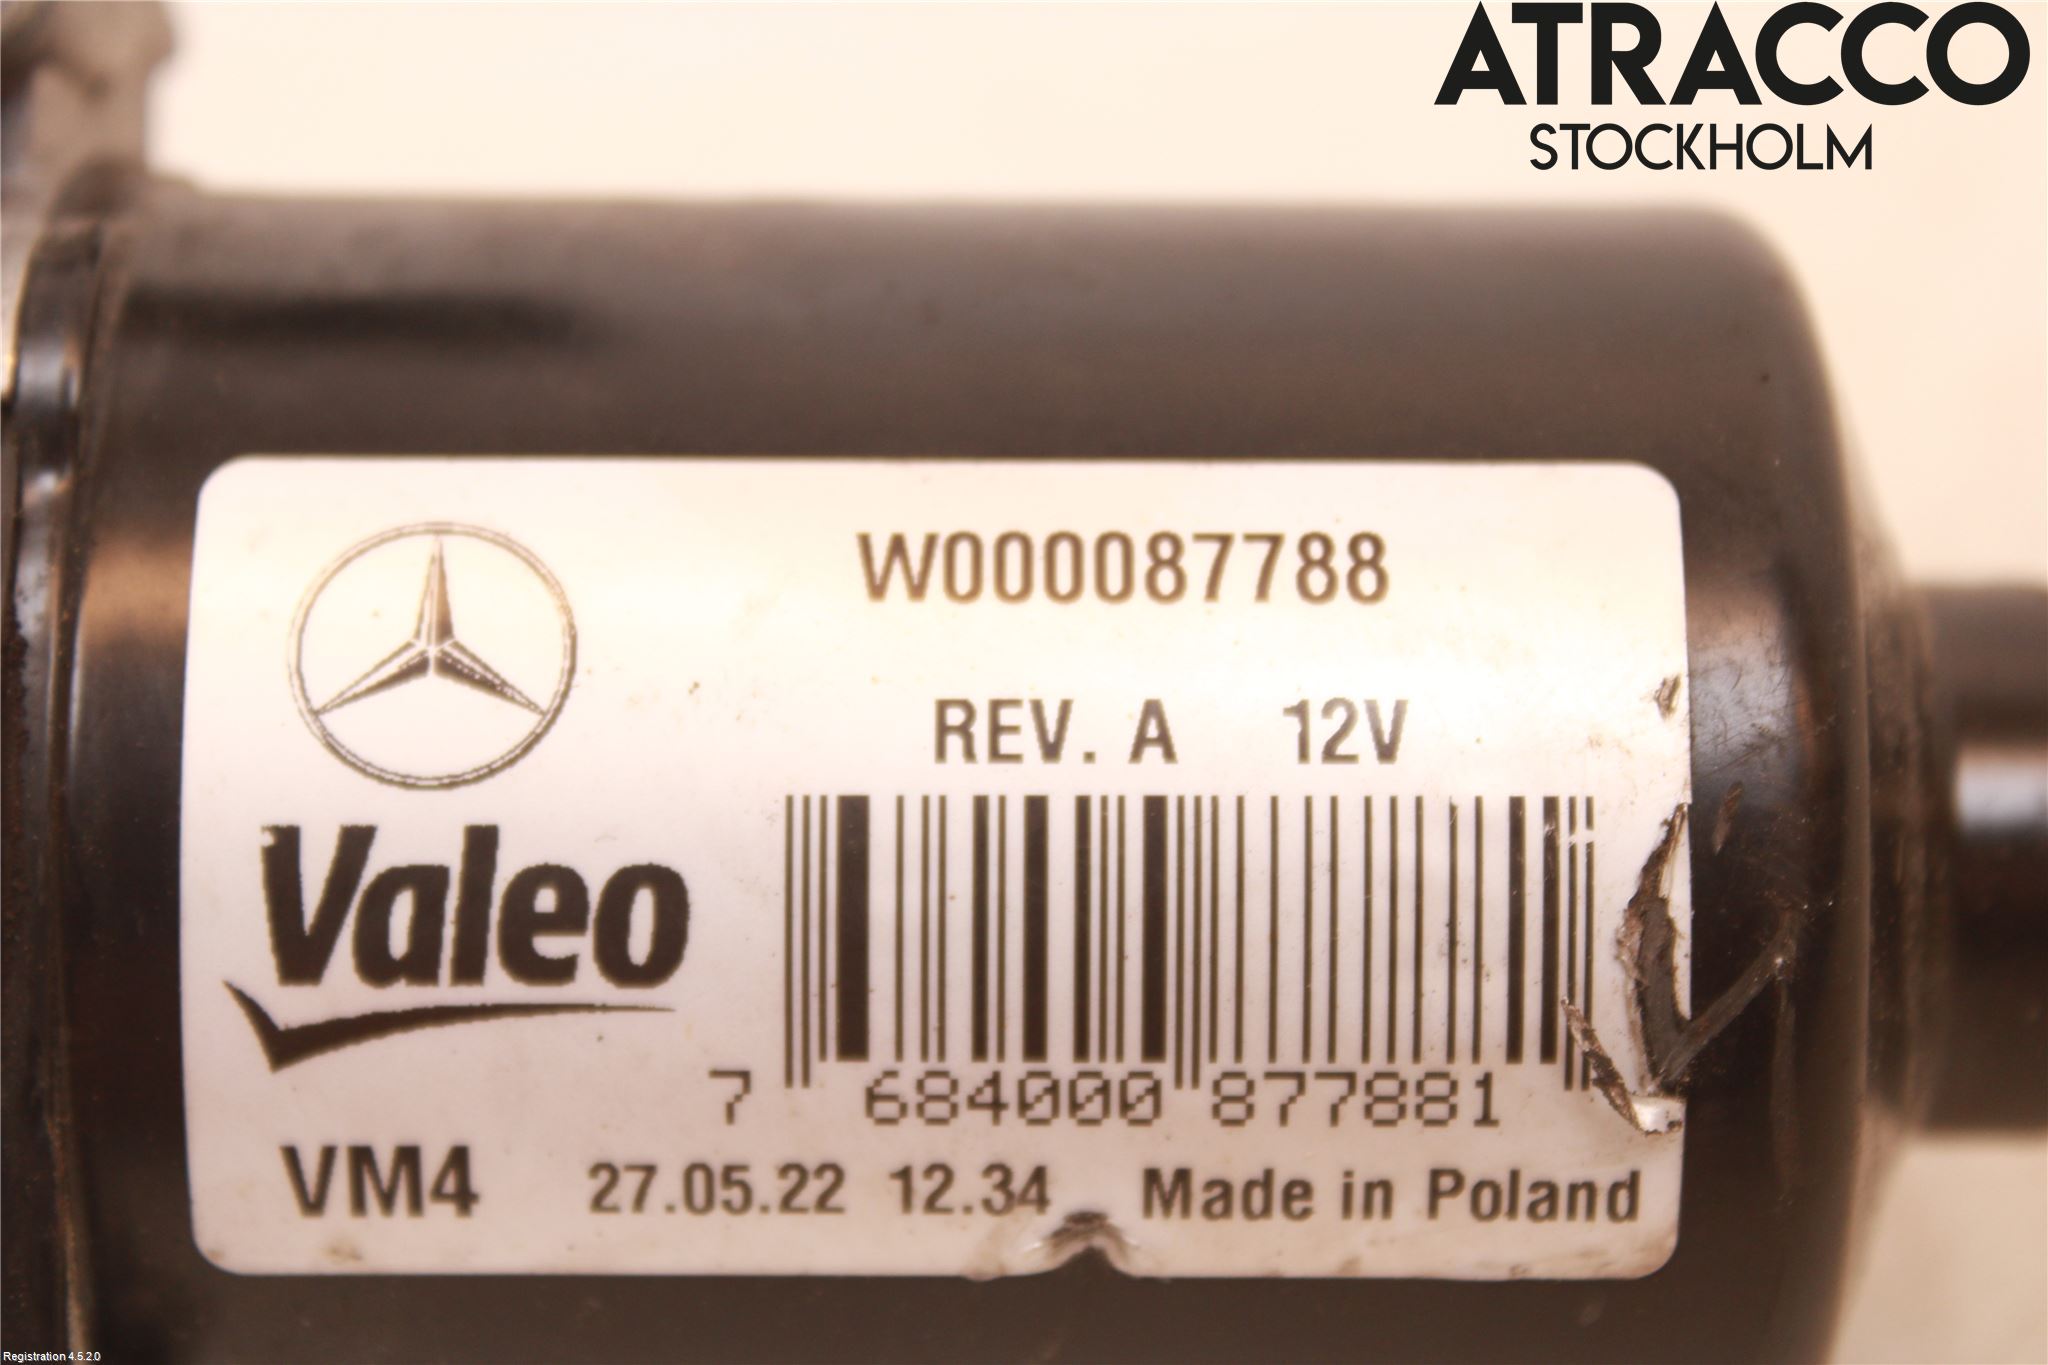 ATRACCO
STOCKHOLM
W000087788
REV. A 12V
Valeo
7 684000 877881
VM4 27.05.22 12.34 Made in Poland
Registration 4.5.2.0